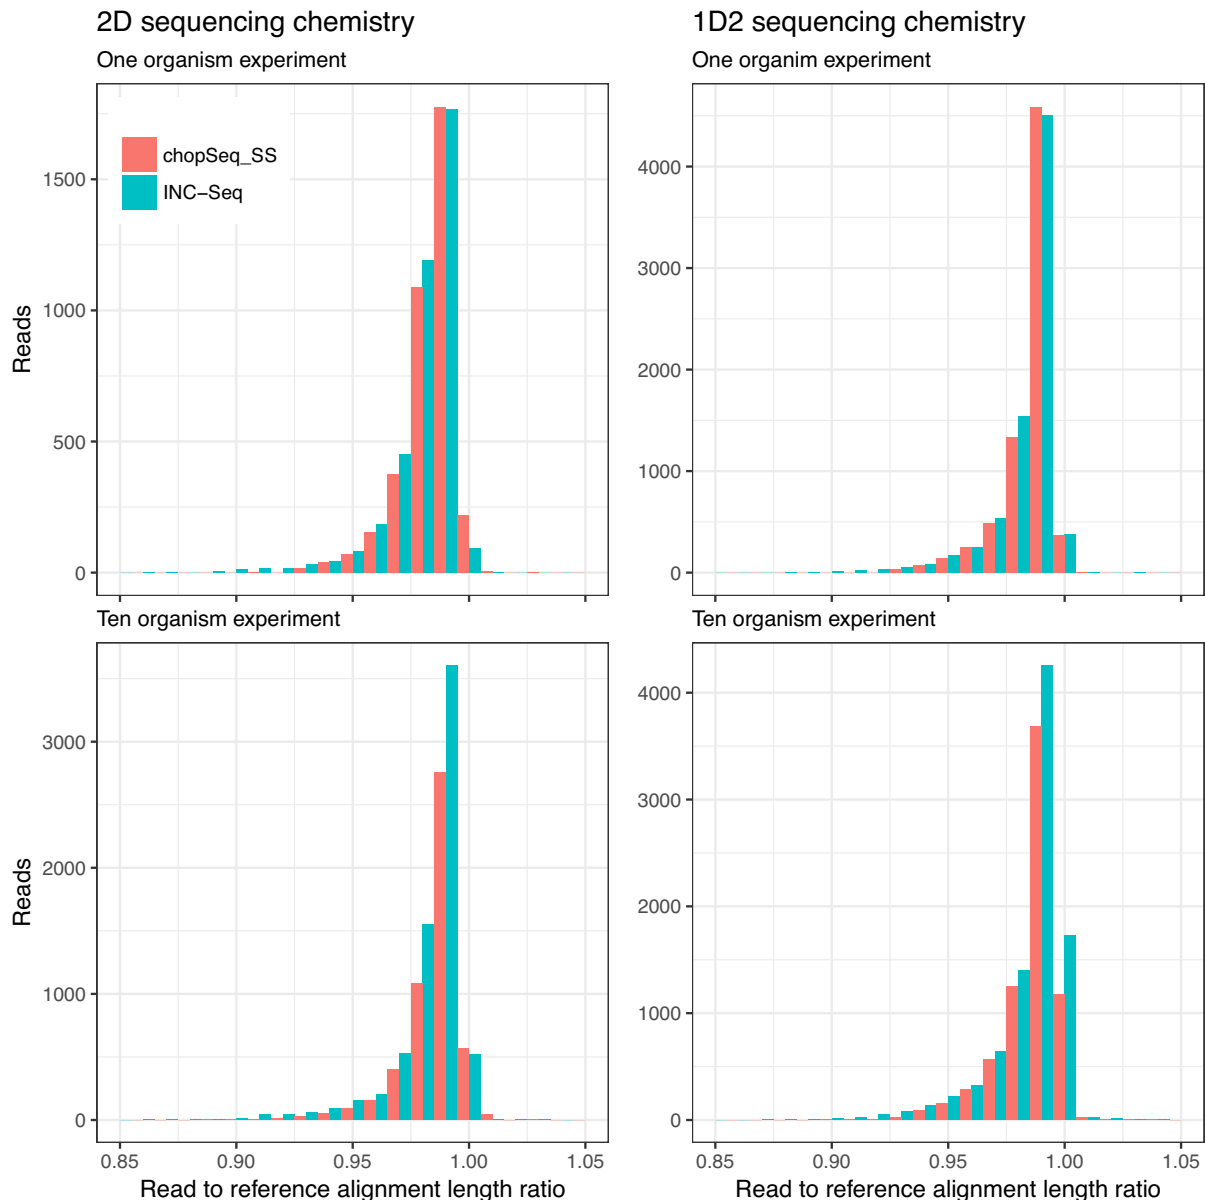 2D sequencing chemistry
One organism experiment
1500
1000
500
0
Reads
chopSeq_SS
INC−Seq
1D2 sequencing chemistry
One organim experiment
4000
3000
2000
1000
0
Ten organism experiment
3000
2000
1000
0
Reads
0.85 0.90 0.95 1.00 1.05
Read to reference alignment length ratio
Ten organism experiment
4000
3000
2000
1000
0
0.85 0.90 0.95 1.00 1.05
Read to reference alignment length ratio